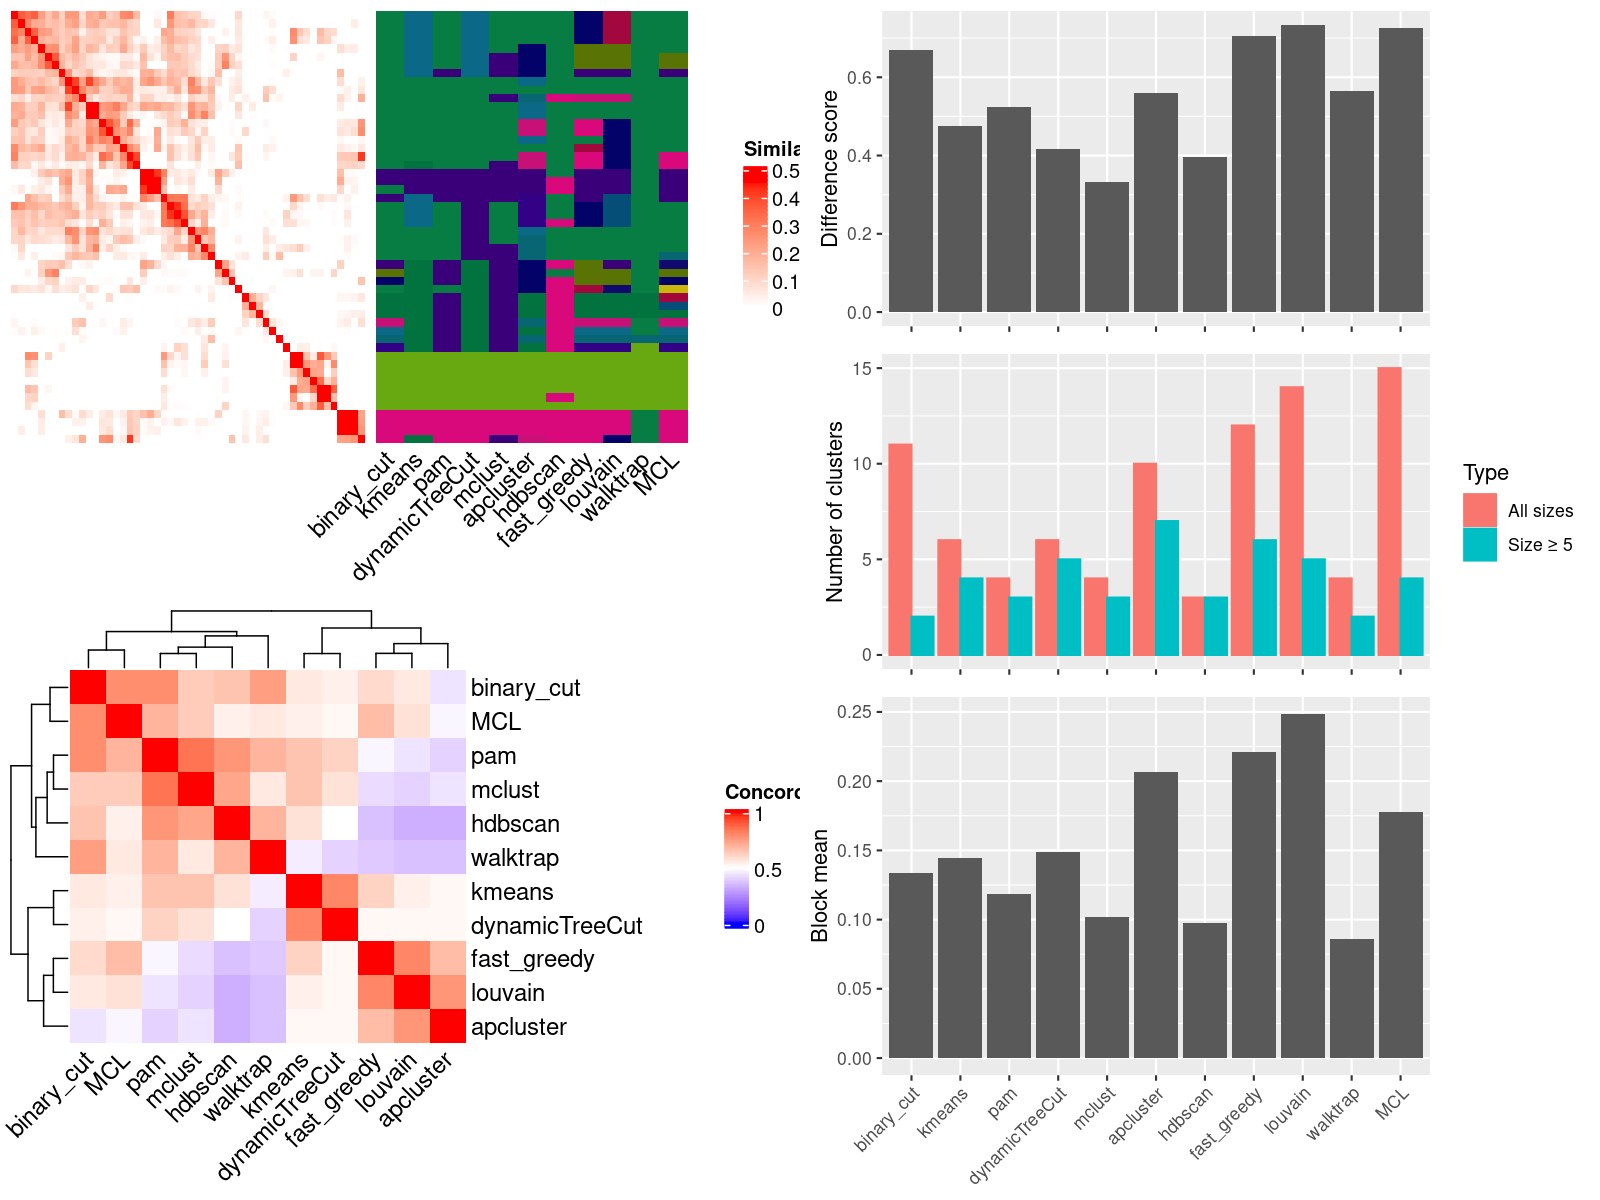 Simila
0.5
0.4
0.3
0.2
0.1
0
binary_cut
kmeans
pam
dynamicTreeCut
mclust
apcluster
hdbscan
fast_greedy
louvain
walktrap
MCL
binary_cut
MCL
pam
mclust
hdbscan
walktrap
kmeans
dynamicTreeCut
fast_greedy
louvain
apcluster
Concord
1
0.5
0
binary_cut
MCL
pam
mclust
hdbscan
walktrap
kmeans
dynamicTreeCut
fast_greedy
louvain
apcluster
Difference score
0.6
0.4
0.2
0.0
Number of clusters
15
10
5
0
Type
All sizes
Size ≥ 5
Block mean
0.25
0.20
0.15
0.10
0.05
0.00
binary_cut
kmeans
pam
dynamicTreeCut
mclust
apcluster
hdbscan
fast_greedy
louvain
walktrap
MCL